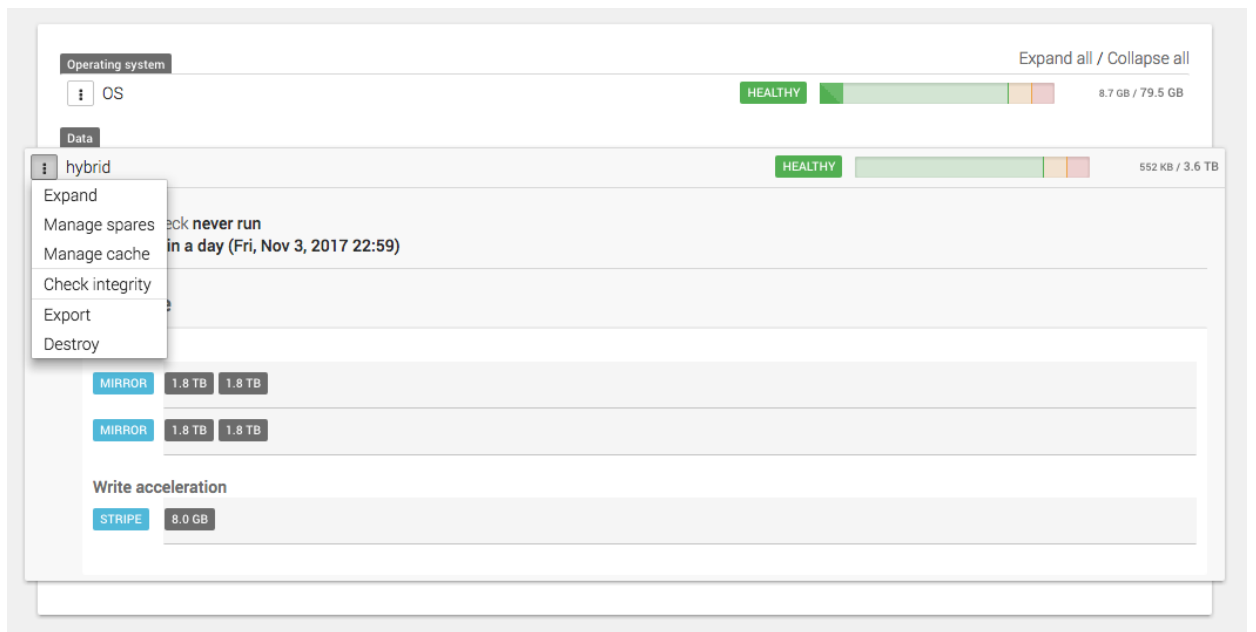 Operating system
Expand all / Collapse all
OS
HEALTHY
8.7 GB / 79.5 GB
Data
hybrid
HEALTHY
552 KB / 3.6 TB
Expand
Manage spares
never run
Manage cache
in a day (Fri, Nov 3, 2017 22:59)
Check integrity
Export
Destroy
MIRROR 1.8 TB 1.8 TB
MIRROR 1.8 TB 1.8 TB
Write acceleration
STRIPE 8.0 GB